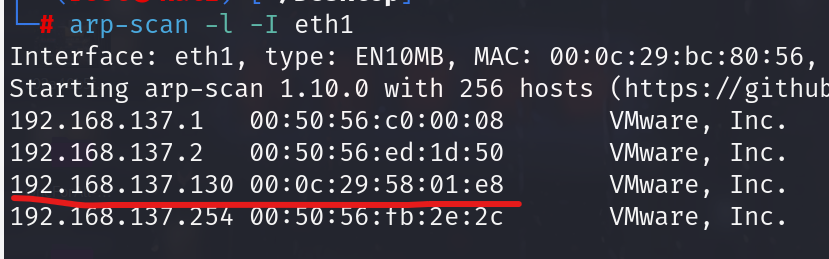 # arp-scan -l -I eth1
Interface: eth1, type: EN10MB, MAC: 00:0c:29:bc:80:56,
Starting arp-scan 1.10.0 with 256 hosts (https://github
192.168.137.1 00:50:56:c0:00:08 VMware, Inc.
192.168.137.2 00:50:56:ed:1d:50 VMware, Inc.
192.168.137.130 00:0c:29:58:01:e8 VMware, Inc.
192.168.137.254 00:50:56:fb:2e:2c VMware, Inc.